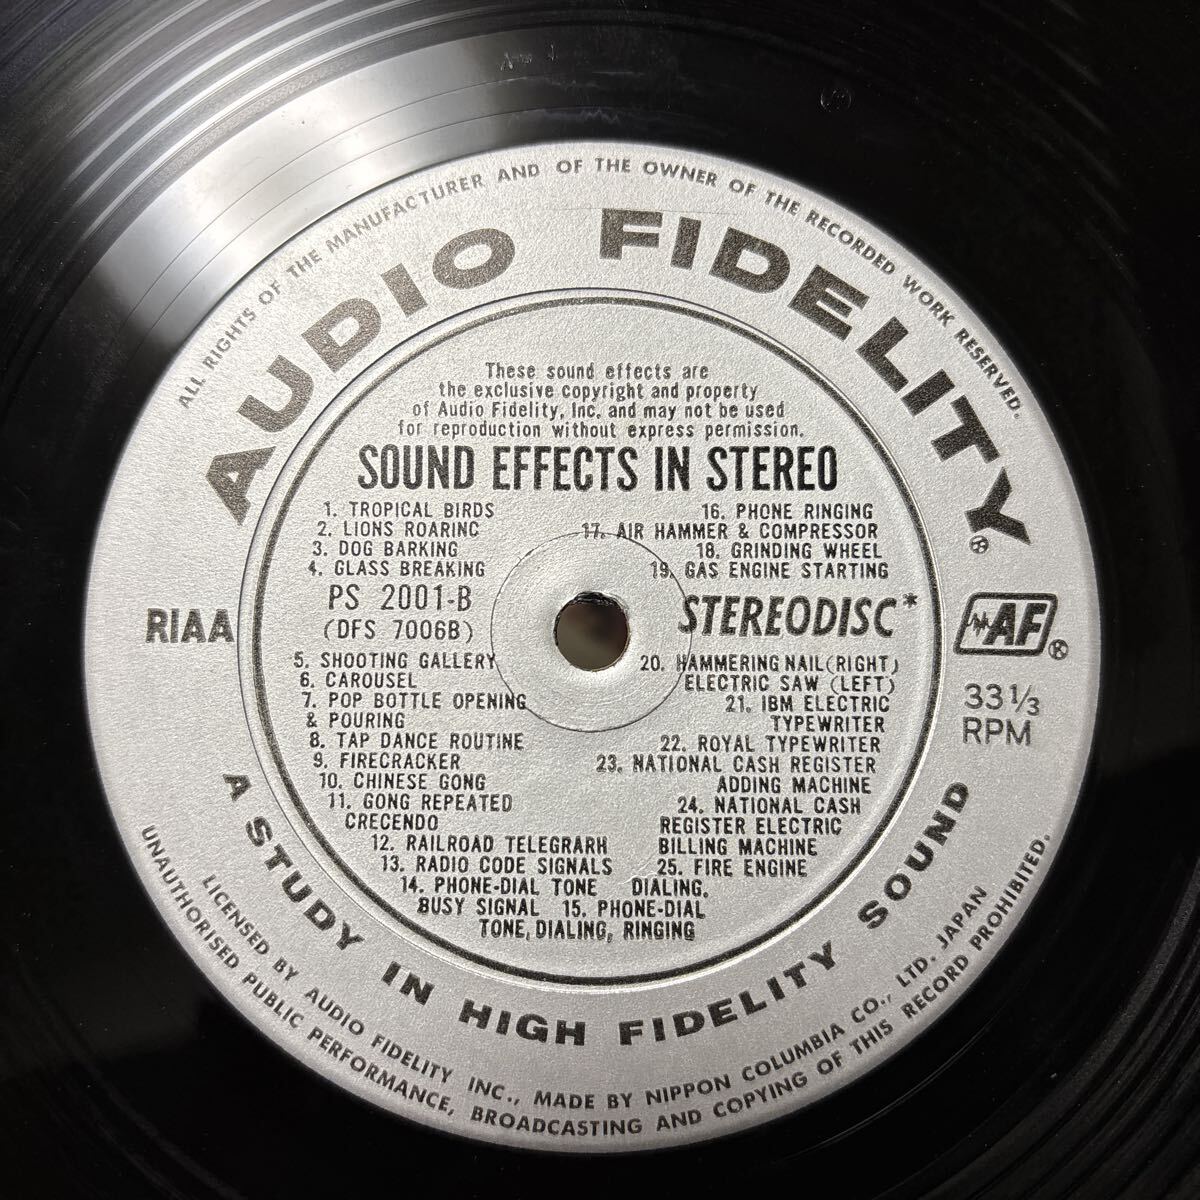 ALL RIGHTS OF THE MANUFACTURER AND OF THE OWNER OF THE RECORDED WORK RESERVED.
AUDIO FIDELITY®
These sound effects are
the exclusive copyright and property
of Audio Fidelity, Inc. and may not be used
for reproduction without express permission.
SOUND EFFECTS IN STEREO
1. TROPICAL BIRDS
2. LIONS ROARINC
3. DOG BARKING
4. GLASS BREAKING
16. PHONE RINGING
17. AIR HAMMER & COMPRESSOR
18. GRINDING WHEEL
19. GAS ENGINE STARTING
RIAA
PS 2001-B
(DFS 7006B)
STEREODISC*
AF®
33 1/3
RPM
5. SHOOTING GALLERY
6. CAROUSEL
7. POP BOTTLE OPENING
& POURING
8. TAP DANCE ROUTINE
9. FIRECRACKER
10. CHINESE GONG
11. GONG REPEATED
CRECENDO
12. RAILROAD TELEGRARH
13. RADIO CODE SIGNALS
14. PHONE-DIAL TONE DIALING.
BUSY SIGNAL 15. PHONE-DIAL
TONE, DIALING, RINGING
20. HAMMERING NAIL (RIGHT)
ELECTRIC SAW (LEFT)
21. IBM ELECTRIC
TYPEWRITER
22. ROYAL TYPEWRITER
23. NATIONAL CASH REGISTER
ADDING MACHINE
24. NATIONAL CASH
REGISTER ELECTRIC
BILLING MACHINE
25. FIRE ENGINE
A STUDY IN HIGH FIDELITY SOUND
LICENSED BY AUDIO FIDELITY INC., MADE BY NIPPON COLUMBIA CO., LTD. JAPAN
UNAUTHORISED PUBLIC PERFORMANCE, BROADCASTING AND COPYING OF THIS RECORD PROHIBITED.